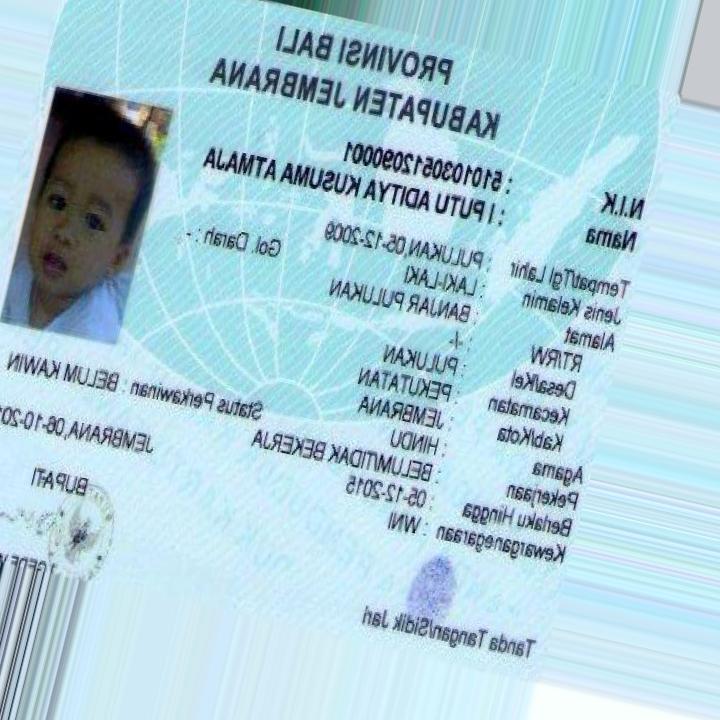 PROVINSI BALI
KABUPATEN JEMBRANA
N.I.K : 5101030512090001
Nama : I PUTU ADITYA KUSUMA ATMAJA
Tempat/Tgl Lahir : PULUKAN,05-12-2009
Jenis Kelamin : LAKI-LAKI Gol. Darah : -
Alamat : BANJAR PULUKAN
RT/RW : -/-
Desa/Kel : PULUKAN
Kecamatan : PEKUTATAN
Kab/Kota : JEMBRANA
Agama : HINDU Status Perkawinan : BELUM KAWIN
Pekerjaan : BELUM/TIDAK BEKERJA
Berlaku Hingga : 05-12-2015
Kewarganegaraan : WNI
JEMBRANA,06-10-201
BUPATI
Tanda Tangan/Sidik Jari